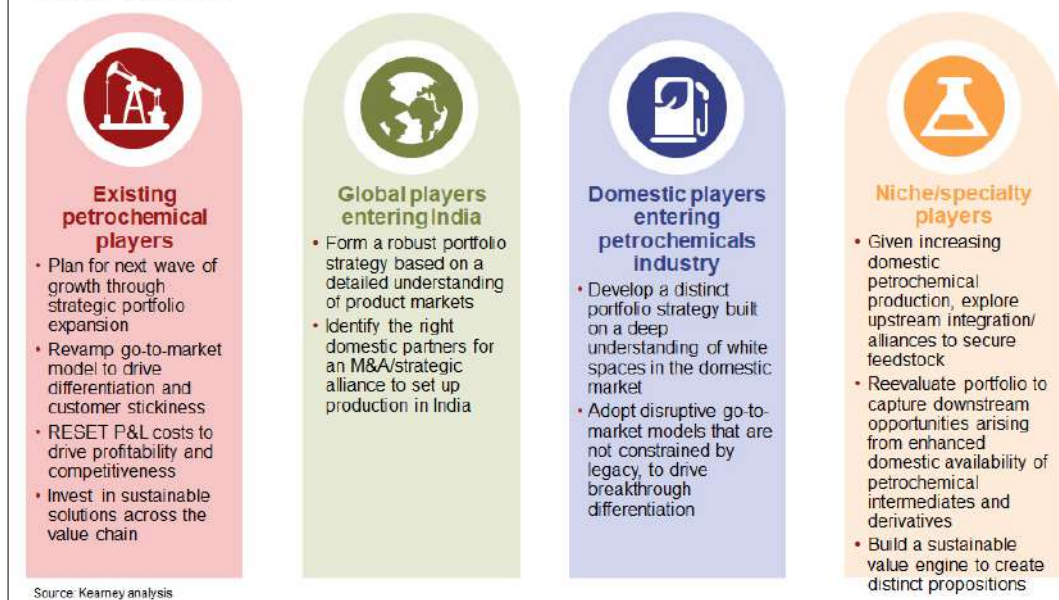 Existing
petrochemical
players
• Plan for next wave of
growth through
strategic portfolio
expansion
• Revamp go-to-market
model to drive
differentiation and
customer stickiness
• RESET P&L costs to
drive profitability and
competitiveness
• Invest in sustainable
solutions across the
value chain
Global players
entering India
• Form a robust portfolio
strategy based on a
detailed understanding
of product markets
• Identify the right
domestic partners for
an M&A/strategic
alliance to set up
production in India
Domestic players
entering
petrochemicals
industry
• Develop a distinct
portfolio strategy built
on a deep
understanding of white
spaces in the domestic
market
• Adopt disruptive go-to-
market models that are
not constrained by
legacy, to drive
breakthrough
differentiation
Niche/specialty
players
• Given increasing
domestic
petrochemical
production, explore
upstream integration/
alliances to secure
feedstock
• Reevaluate portfolio to
capture downstream
opportunities arising
from enhanced
domestic availability of
petrochemical
intermediates and
derivatives
• Build a sustainable
value engine to create
distinct propositions
Source: Kearney analysis